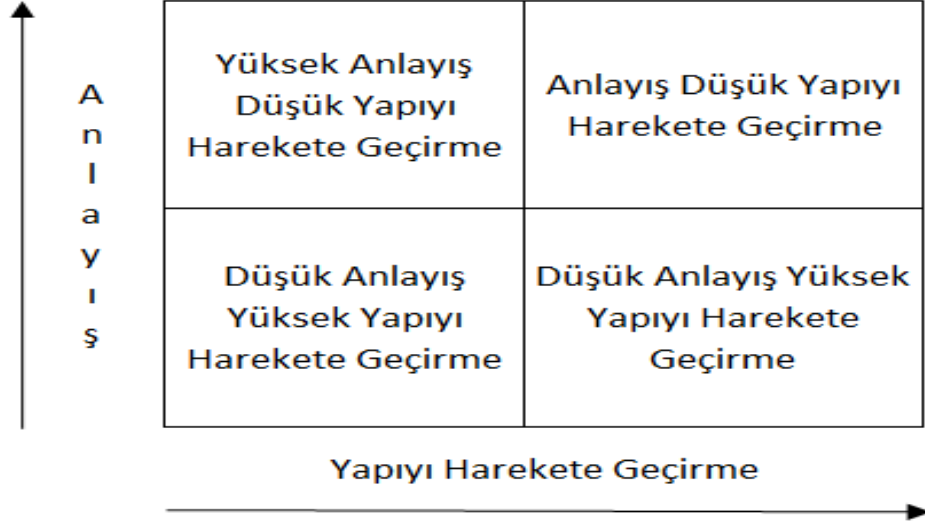 Anlayış
Yüksek Anlayış
Düşük Yapıyı
Harekete Geçirme
Anlayış Düşük Yapıyı
Harekete Geçirme
Düşük Anlayış
Yüksek Yapıyı
Harekete Geçirme
Düşük Anlayış Yüksek
Yapıyı Harekete
Geçirme
Yapıyı Harekete Geçirme